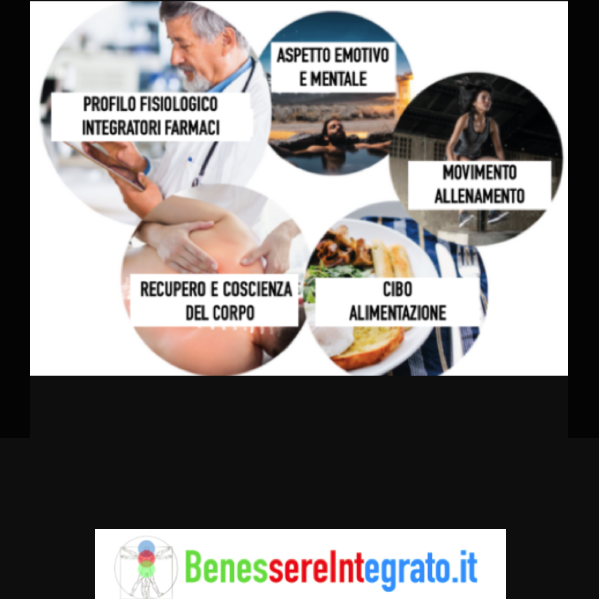 ASPETTO EMOTIVO
E MENTALE
PROFILO FISIOLOGICO
INTEGRATORI FARMACI
MOVIMENTO
ALLENAMENTO
RECUPERO E COSCIENZA
DEL CORPO
CIBO
ALIMENTAZIONE
BenessereIntegrato.it